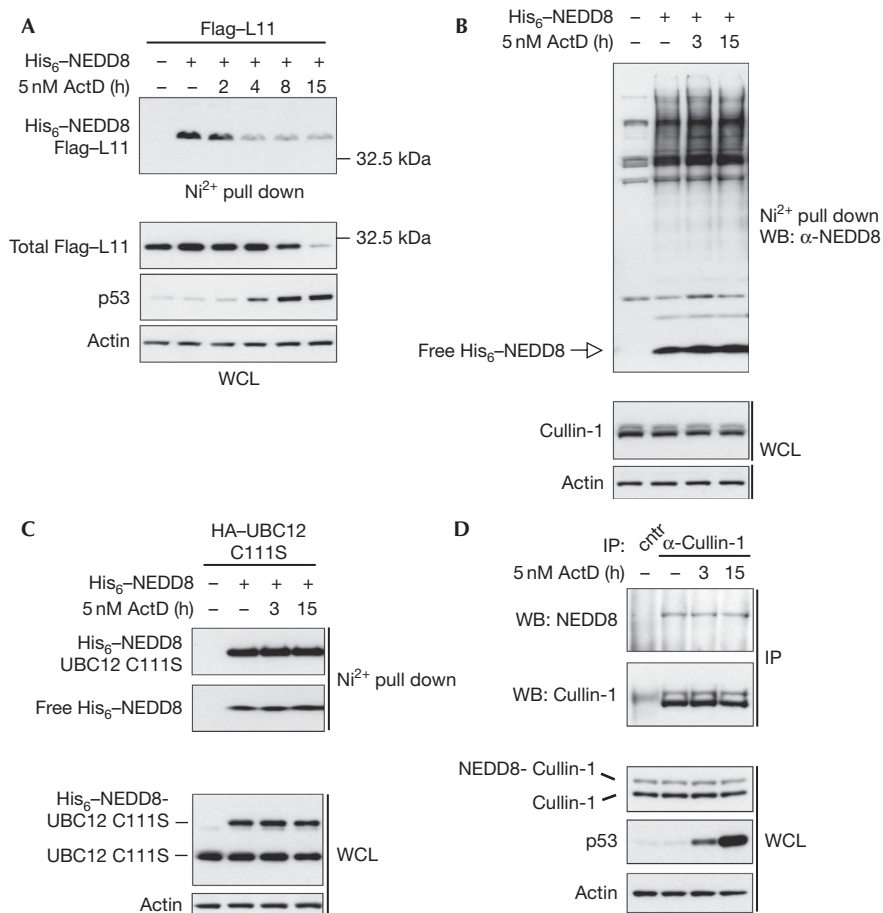 A
Flag–L11
His6–NEDD8 – + + + + +
5 nM ActD (h) – – 2 4 8 15
His6–NEDD8
Flag–L11
32.5 kDa
Ni2+ pull down
Total Flag–L11
32.5 kDa
p53
Actin
WCL
B
His6–NEDD8 – + + +
5 nM ActD (h) – – 3 15
Ni2+ pull down
WB: α-NEDD8
Free His6–NEDD8
Cullin-1
WCL
Actin
C
HA–UBC12
C111S
His6–NEDD8 – + + +
5 nM ActD (h) – – 3 15
His6–NEDD8
UBC12 C111S
Ni2+ pull down
Free His6–NEDD8
His6–NEDD8-
UBC12 C111S
UBC12 C111S
WCL
Actin
D
IP: cntr α-Cullin-1
5 nM ActD (h) – – 3 15
WB: NEDD8
IP
WB: Cullin-1
NEDD8- Cullin-1
Cullin-1
p53
WCL
Actin